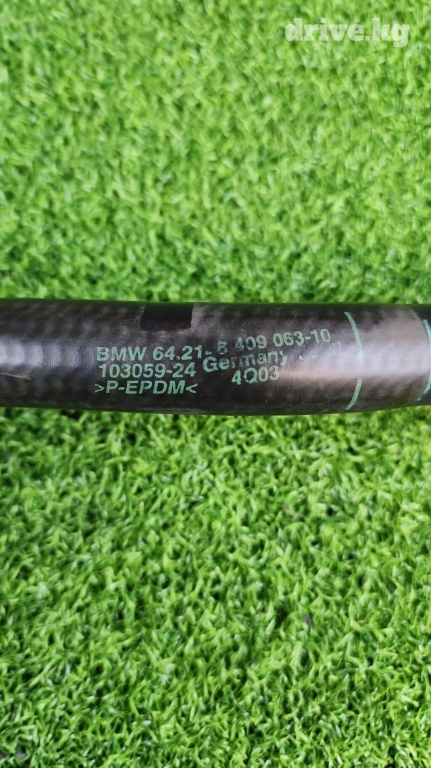 drive.kg
BMW 64.21- 8 409 063-10
103059-24 Germany
>P-EPDM< 4Q03